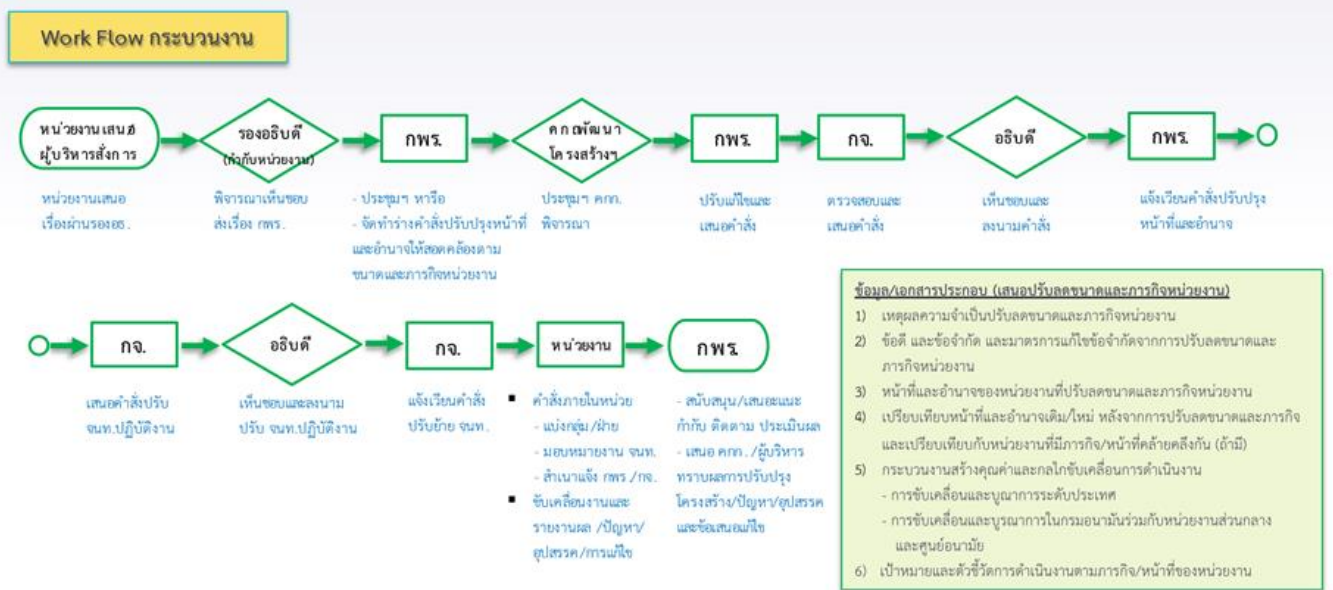 Work Flow กระบวนงาน
หน่วยงานเสนอ
ผู้บริหารสั่งการ
รองอธิบดี
(กำกับหน่วยงาน)
กพร.
คกก.พัฒนา
โครงสร้างฯ
กพร.
กจ.
อธิบดี
กพร.
หน่วยงานเสนอ
เรื่องผ่านรองอธ.
พิจารณาเห็นชอบ
ส่งเรื่อง กพร.
- ประชุมฯ หารือ
- จัดทำร่างคำสั่งปรับปรุงหน้าที่
และอำนาจให้สอดคล้องตาม
ขนาดและภารกิจหน่วยงาน
ประชุมฯ คกก.
พิจารณา
ปรับแก้ไขและ
เสนอคำสั่ง
ตรวจสอบและ
เสนอคำสั่ง
เห็นชอบและ
ลงนามคำสั่ง
แจ้งเวียนคำสั่งปรับปรุง
หน้าที่และอำนาจ
กจ.
อธิบดี
กจ.
หน่วยงาน
กพร.
เสนอคำสั่งปรับ
จนท.ปฏิบัติงาน
เห็นชอบและลงนาม
ปรับ จนท.ปฏิบัติงาน
แจ้งเวียนคำสั่ง
ปรับย้าย จนท.
▪ คำสั่งภายในหน่วย
- แบ่งกลุ่ม/ฝ่าย
- มอบหมายงาน จนท.
- สำเนาแจ้ง กพร/กจ.
▪ ขับเคลื่อนงานและ
รายงานผล /ปัญหา/
อุปสรรค/การแก้ไข
- สนับสนุน/เสนอะแนะ
กำกับ ติดตาม ประเมินผล
- เสนอ คกก./ผู้บริหาร
ทราบผลการปรับปรุง
โครงสร้าง/ปัญหา/อุปสรรค
และข้อเสนอแก้ไข
ข้อมูล/เอกสารประกอบ (เสนอปรับลดขนาดและภารกิจหน่วยงาน)
1) เหตุผลความจำเป็นปรับลดขนาดและภารกิจหน่วยงาน
2) ข้อดี และข้อจำกัด และมาตรการแก้ไขข้อจำกัดจากการปรับลดขนาดและ
ภารกิจหน่วยงาน
3) หน้าที่และอำนาจของหน่วยงานที่ปรับลดขนาดและภารกิจหน่วยงาน
4) เปรียบเทียบหน้าที่และอำนาจเดิม/ใหม่ หลังจากการปรับลดขนาดและภารกิจ
และเปรียบเทียบกับหน่วยงานที่มีภารกิจ/หน้าที่คล้ายคลึงกัน (ถ้ามี)
5) กระบวนงานสร้างคุณค่าและกลไกขับเคลื่อนการดำเนินงาน
- การขับเคลื่อนและบูณาการระดับประเทศ
- การขับเคลื่อนและบูรณาการในกรมอนามัยร่วมกับหน่วยงานส่วนกลาง
และศูนย์อนามัย
6) เป้าหมายและตัวชี้วัดการดำเนินงานตามภารกิจ/หน้าที่ของหน่วยงาน